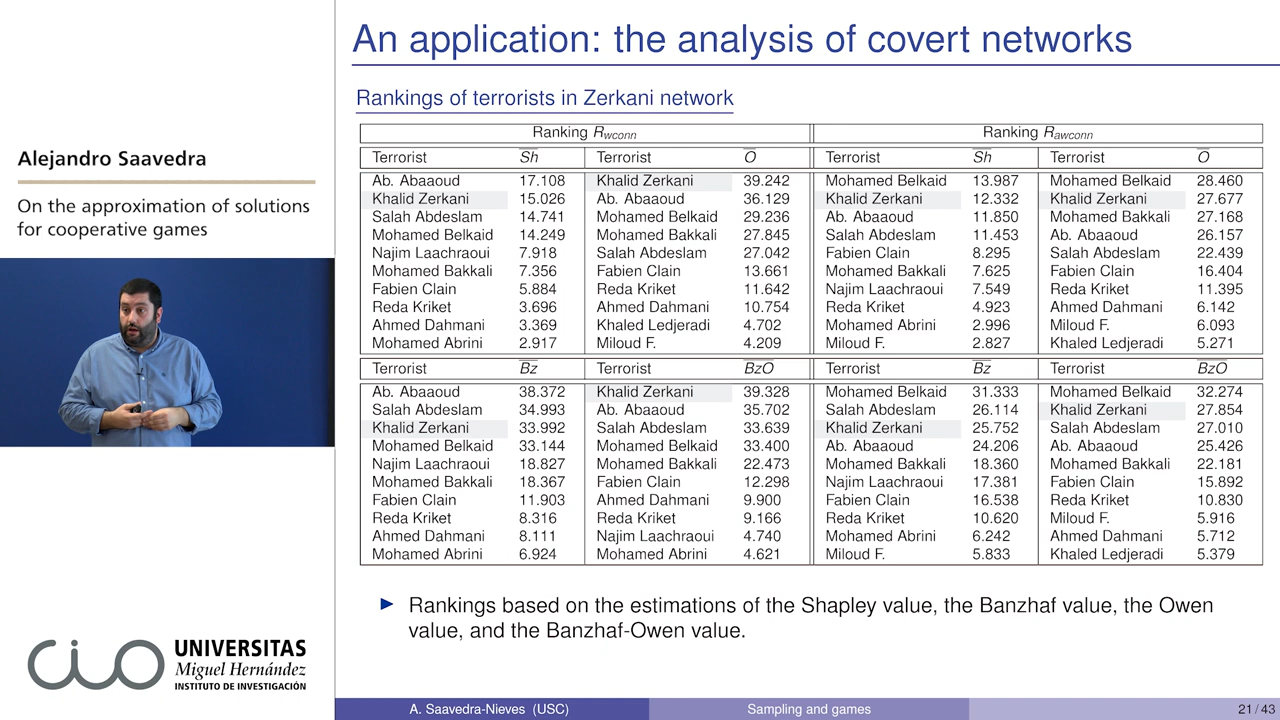 An application: the analysis of covert networks
Rankings of terrorists in Zerkani network
Alejandro Saavedra
On the approximation of solutions
for cooperative games
Ranking Rwconn Ranking Rawconn
Terrorist Sh Terrorist O Terrorist Sh Terrorist O
Ab. Abaaoud 17.108 Khalid Zerkani 39.242 Mohamed Belkaid 13.987 Mohamed Belkaid 28.460
Khalid Zerkani 15.026 Ab. Abaaoud 36.129 Khalid Zerkani 12.332 Khalid Zerkani 27.677
Salah Abdeslam 14.741 Mohamed Belkaid 29.236 Ab. Abaaoud 11.850 Mohamed Bakkali 27.168
Mohamed Belkaid 14.249 Mohamed Bakkali 27.845 Salah Abdeslam 11.453 Ab. Abaaoud 26.157
Najim Laachraoui 7.918 Salah Abdeslam 27.042 Fabien Clain 8.295 Salah Abdeslam 22.439
Mohamed Bakkali 7.356 Fabien Clain 13.661 Mohamed Bakkali 7.625 Fabien Clain 16.404
Fabien Clain 5.884 Reda Kriket 11.642 Najim Laachraoui 7.549 Reda Kriket 11.395
Reda Kriket 3.696 Ahmed Dahmani 10.754 Reda Kriket 4.923 Ahmed Dahmani 6.142
Ahmed Dahmani 3.369 Khaled Ledjeradi 4.702 Mohamed Abrini 2.996 Miloud F. 6.093
Mohamed Abrini 2.917 Miloud F. 4.209 Miloud F. 2.827 Khaled Ledjeradi 5.271
Terrorist Bz Terrorist BzO Terrorist Bz Terrorist BzO
Ab. Abaaoud 38.372 Khalid Zerkani 39.328 Mohamed Belkaid 31.333 Mohamed Belkaid 32.274
Salah Abdeslam 34.993 Ab. Abaaoud 35.702 Salah Abdeslam 26.114 Khalid Zerkani 27.854
Khalid Zerkani 33.992 Salah Abdeslam 33.639 Khalid Zerkani 25.752 Salah Abdeslam 27.010
Mohamed Belkaid 33.144 Mohamed Belkaid 33.400 Ab. Abaaoud 24.206 Ab. Abaaoud 25.426
Najim Laachraoui 18.827 Mohamed Bakkali 22.473 Mohamed Bakkali 18.360 Mohamed Bakkali 22.181
Mohamed Bakkali 18.367 Fabien Clain 12.298 Najim Laachraoui 17.381 Fabien Clain 15.892
Fabien Clain 11.903 Ahmed Dahmani 9.900 Fabien Clain 16.538 Reda Kriket 10.830
Reda Kriket 8.316 Reda Kriket 9.166 Reda Kriket 10.620 Miloud F. 5.916
Ahmed Dahmani 8.111 Najim Laachraoui 4.740 Mohamed Abrini 6.242 Ahmed Dahmani 5.712
Mohamed Abrini 6.924 Mohamed Abrini 4.621 Miloud F. 5.833 Khaled Ledjeradi 5.379
Rankings based on the estimations of the Shapley value, the Banzhaf value, the Owen
value, and the Banzhaf-Owen value.
CIO UNIVERSITAS
Miguel Hernández
INSTITUTO DE INVESTIGACIÓN
A. Saavedra-Nieves (USC) Sampling and games 21 / 43